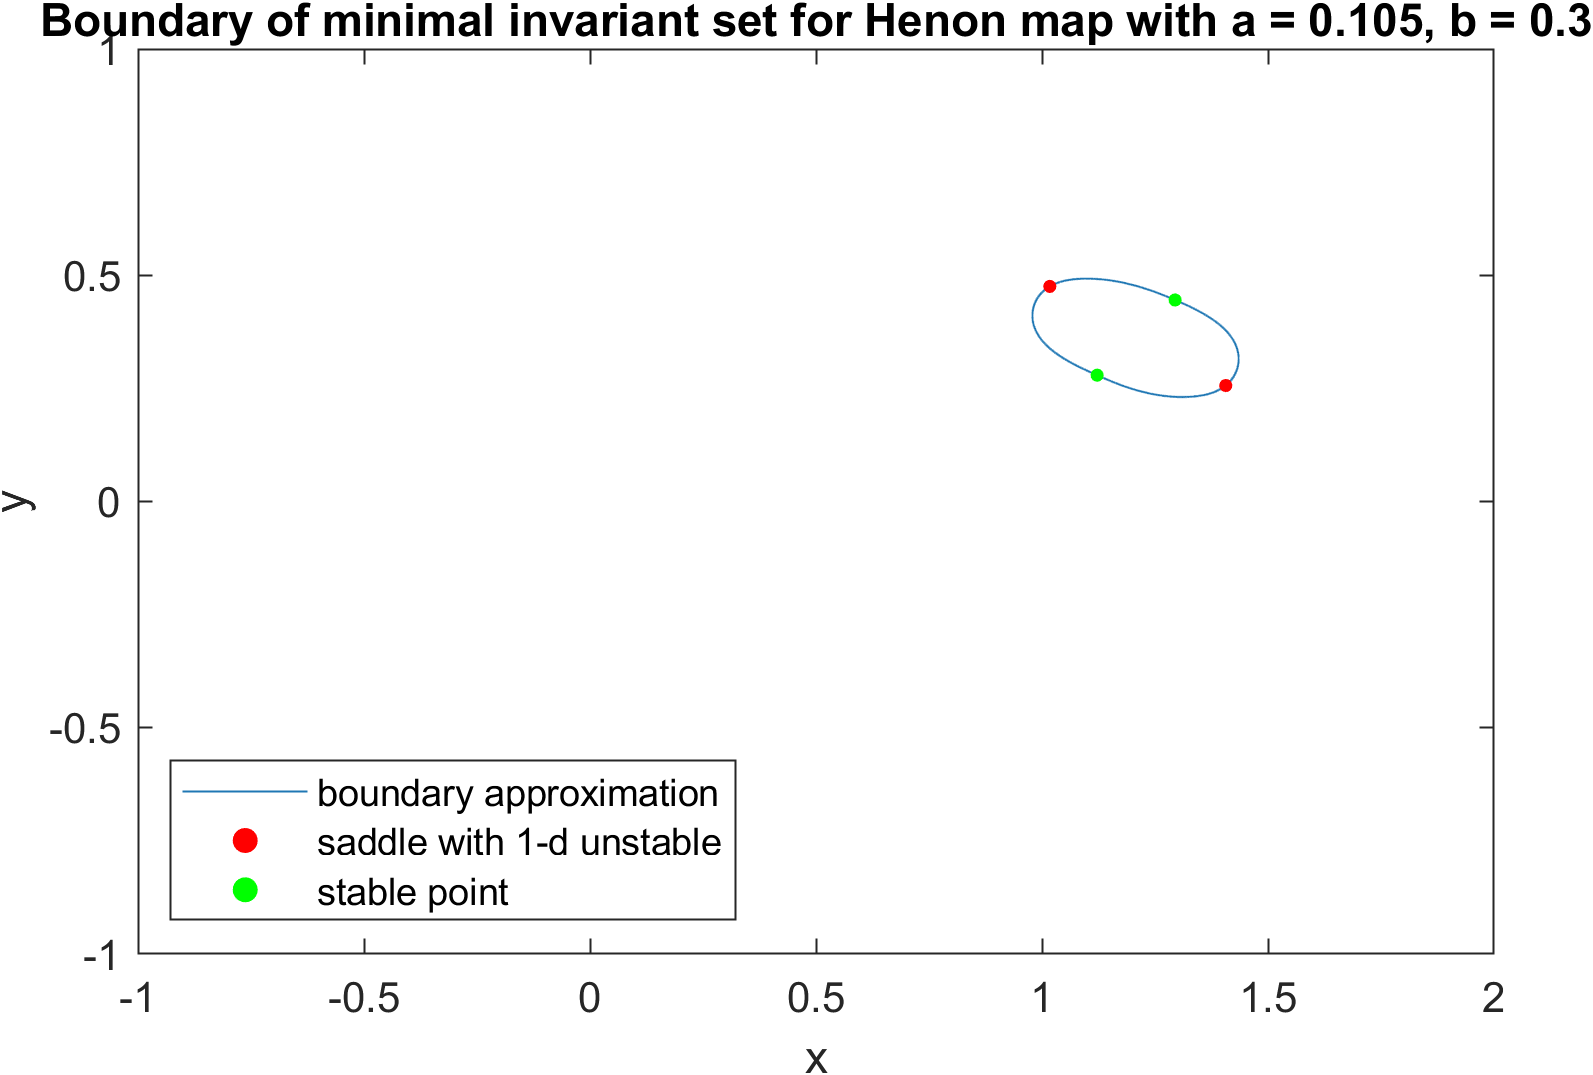 Boundary of minimal invariant set for Henon map with a = 0.105, b = 0.3
1
0.5
0
-0.5
-1
y
boundary approximation
saddle with 1-d unstable
stable point
-1 -0.5 0 0.5 1 1.5 2
x